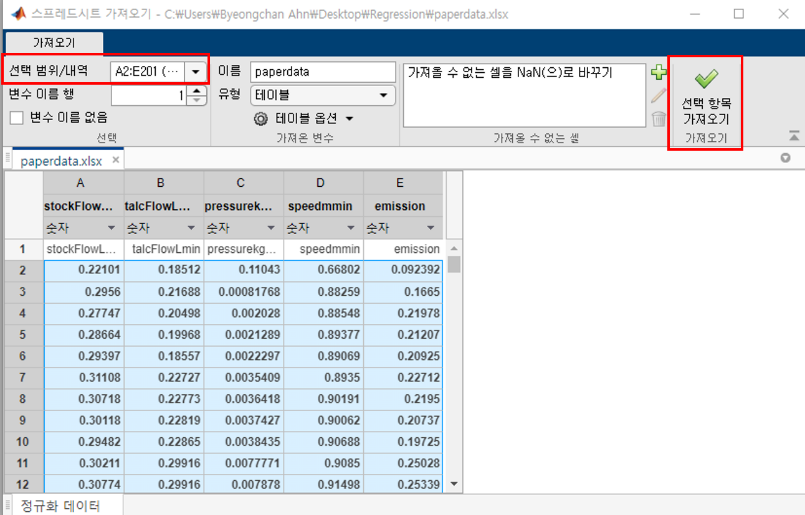 스프레드시트 가져오기 - C:\Users\Byeongchan Ahn\Desktop\Regression\paperdata.xlsx
가져오기
선택 범위/내역 A2:E201 (⋯
변수 이름 행 1
변수 이름 없음
선택
이름 paperdata
유형 테이블
테이블 옵션
가져온 변수
가져올 수 없는 셀을 NaN(으)로 바꾸기
가져올 수 없는 셀
선택 항목
가져오기
가져오기
paperdata.xlsx ×
A B C D E
stockFlow... talcFlowL... pressurek... speedmmin emission
숫자 숫자 숫자 숫자 숫자
1 stockFlowL... talcFlowLmin pressurekg... speedmmin emission
2 0.22101 0.18512 0.11043 0.66802 0.092392
3 0.2956 0.21688 0.00081768 0.88259 0.1665
4 0.27747 0.20498 0.002028 0.88548 0.21978
5 0.28664 0.19968 0.0021289 0.89377 0.21207
6 0.29397 0.18557 0.0022297 0.89069 0.20925
7 0.31108 0.22727 0.0035409 0.8935 0.22712
8 0.30718 0.22773 0.0036418 0.90191 0.2195
9 0.30118 0.22819 0.0037427 0.90062 0.20737
10 0.29482 0.22865 0.0038435 0.90688 0.19725
11 0.30211 0.29916 0.0077771 0.9085 0.25028
12 0.30774 0.29916 0.007878 0.91498 0.25339
정규화 데이터